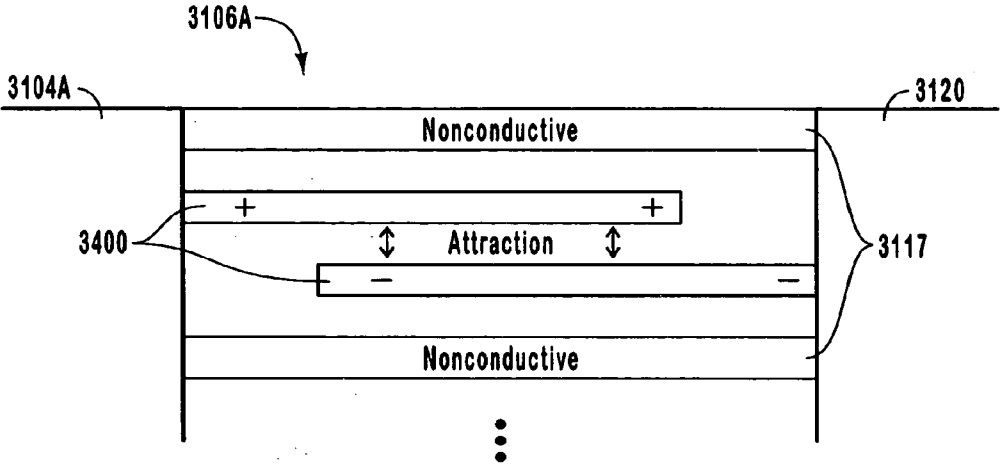 3106A
3104A
3120
Nonconductive
+ +
3400
Attraction
3117
− −
Nonconductive